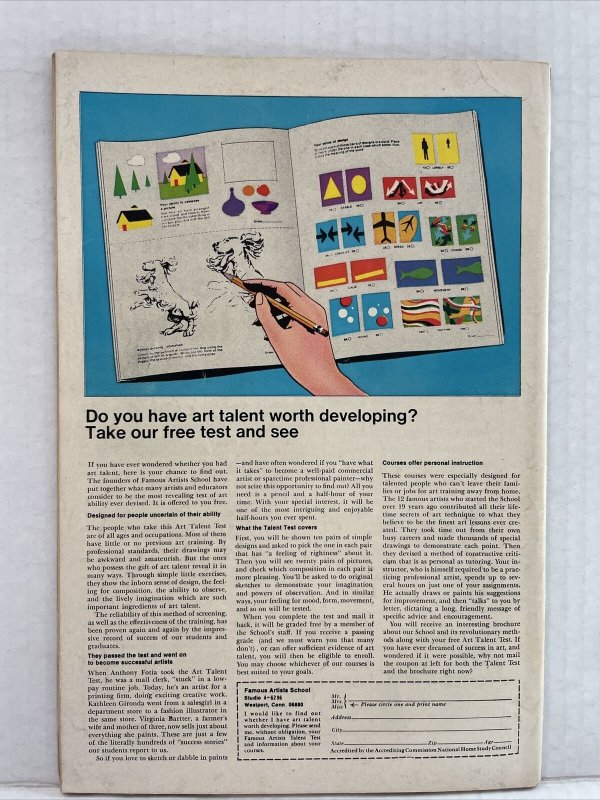 Your sense of design
Your ability to compose
a picture
STABLE
LONELY
JOY
CONFLICT
SPEED
CHAOS
MOVEMENT
Do you have art talent worth developing?
Take our free test and see
If you have ever wondered whether you had
art talent, here is your chance to find out.
The founders of Famous Artists School have
put together what many artists and educators
consider to be the most revealing test of art
ability ever devised. It is offered to you free.
Designed for people uncertain of their ability
The people who take this Art Talent Test
are of all ages and occupations. Most of them
have little or no previous art training. By
professional standards, their drawings may
be awkward and amateurish. But the ones
who possess the gift of art talent reveal it in
many ways. Through simple little exercises,
they show the inborn sense of design, the feel-
ing for composition, the ability to observe,
and the lively imagination which are such
important ingredients of art talent.
The reliability of this method of screening,
as well as the effectiveness of the training, has
been proven again and again by the impres-
sive record of success of our students and
graduates.
They passed the test and went on
to become successful artists
When Anthony Fotia took the Art Talent
Test, he was a mail clerk, "stuck" in a low-
pay routine job. Today, he's an artist for a
printing firm, doing exciting creative work.
Kathleen Gironda went from a salesgirl in a
department store to a fashion illustrator in
the same store. Virginia Bartter, a farmer's
wife and mother of three, now sells just about
everything she paints. These are just a few
of the literally hundreds of "success stories"
our students report to us.
So if you love to sketch or dabble in paints
—and have often wondered if you "have what
it takes" to become a well-paid commercial
artist or sparetime professional painter—why
not seize this opportunity to find out? All you
need is a pencil and a half-hour of your
time. With your special interest, it will be
one of the most intriguing and enjoyable
half-hours you ever spent.
What the Talent Test covers
First, you will be shown ten pairs of simple
designs and asked to pick the one in each pair
that has "a feeling of rightness" about it.
Then you will see twenty pairs of pictures,
and check which composition in each pair is
more pleasing. You'll be asked to do original
sketches to demonstrate your imagination
and powers of observation. And in similar
ways, your feeling for mood, form, movement,
and so on will be tested.
When you complete the test and mail it
back, it will be graded free by a member of
the School's staff. If you receive a passing
grade (and we must warn you that many
don't), or can offer sufficient evidence of art
talent, you will then be eligible to enroll.
You may choose whichever of our courses is
best suited to your goals.
Courses offer personal instruction
These courses were especially designed for
talented people who can't leave their fami-
lies or jobs for art training away from home.
The 12 famous artists who started the School
over 19 years ago contributed all their life-
time secrets of art technique to what they
believe to be the finest art lessons ever cre-
ated. They took time out from their own
busy careers and made thousands of special
drawings to demonstrate each point. Then
they devised a method of constructive criti-
cism that is as personal as tutoring. Your in-
structor, who is himself required to be a prac-
ticing professional artist, spends up to sev-
eral hours on just one of your assignments.
He actually draws or paints his suggestions
for improvement, and then "talks" to you by
letter, dictating a long, friendly message of
specific advice and encouragement.
You will receive an interesting brochure
about our School and its revolutionary meth-
ods along with your free Art Talent Test. If
you have ever dreamed of success in art, and
wondered if it were possible, why not mail
the coupon at left for both the Talent Test
and the brochure right now?
Famous Artists School
Studio A-5295
Westport, Conn. 06880
I would like to find out
whether I have art talent
worth developing. Please send
me, without obligation, your
Famous Artists Talent Test
and information about your
courses.
Mr.
Mrs.
Miss
Please circle one and print name
Address
City
State Zip Age
Accredited by the Accrediting Commission National Home Study Council